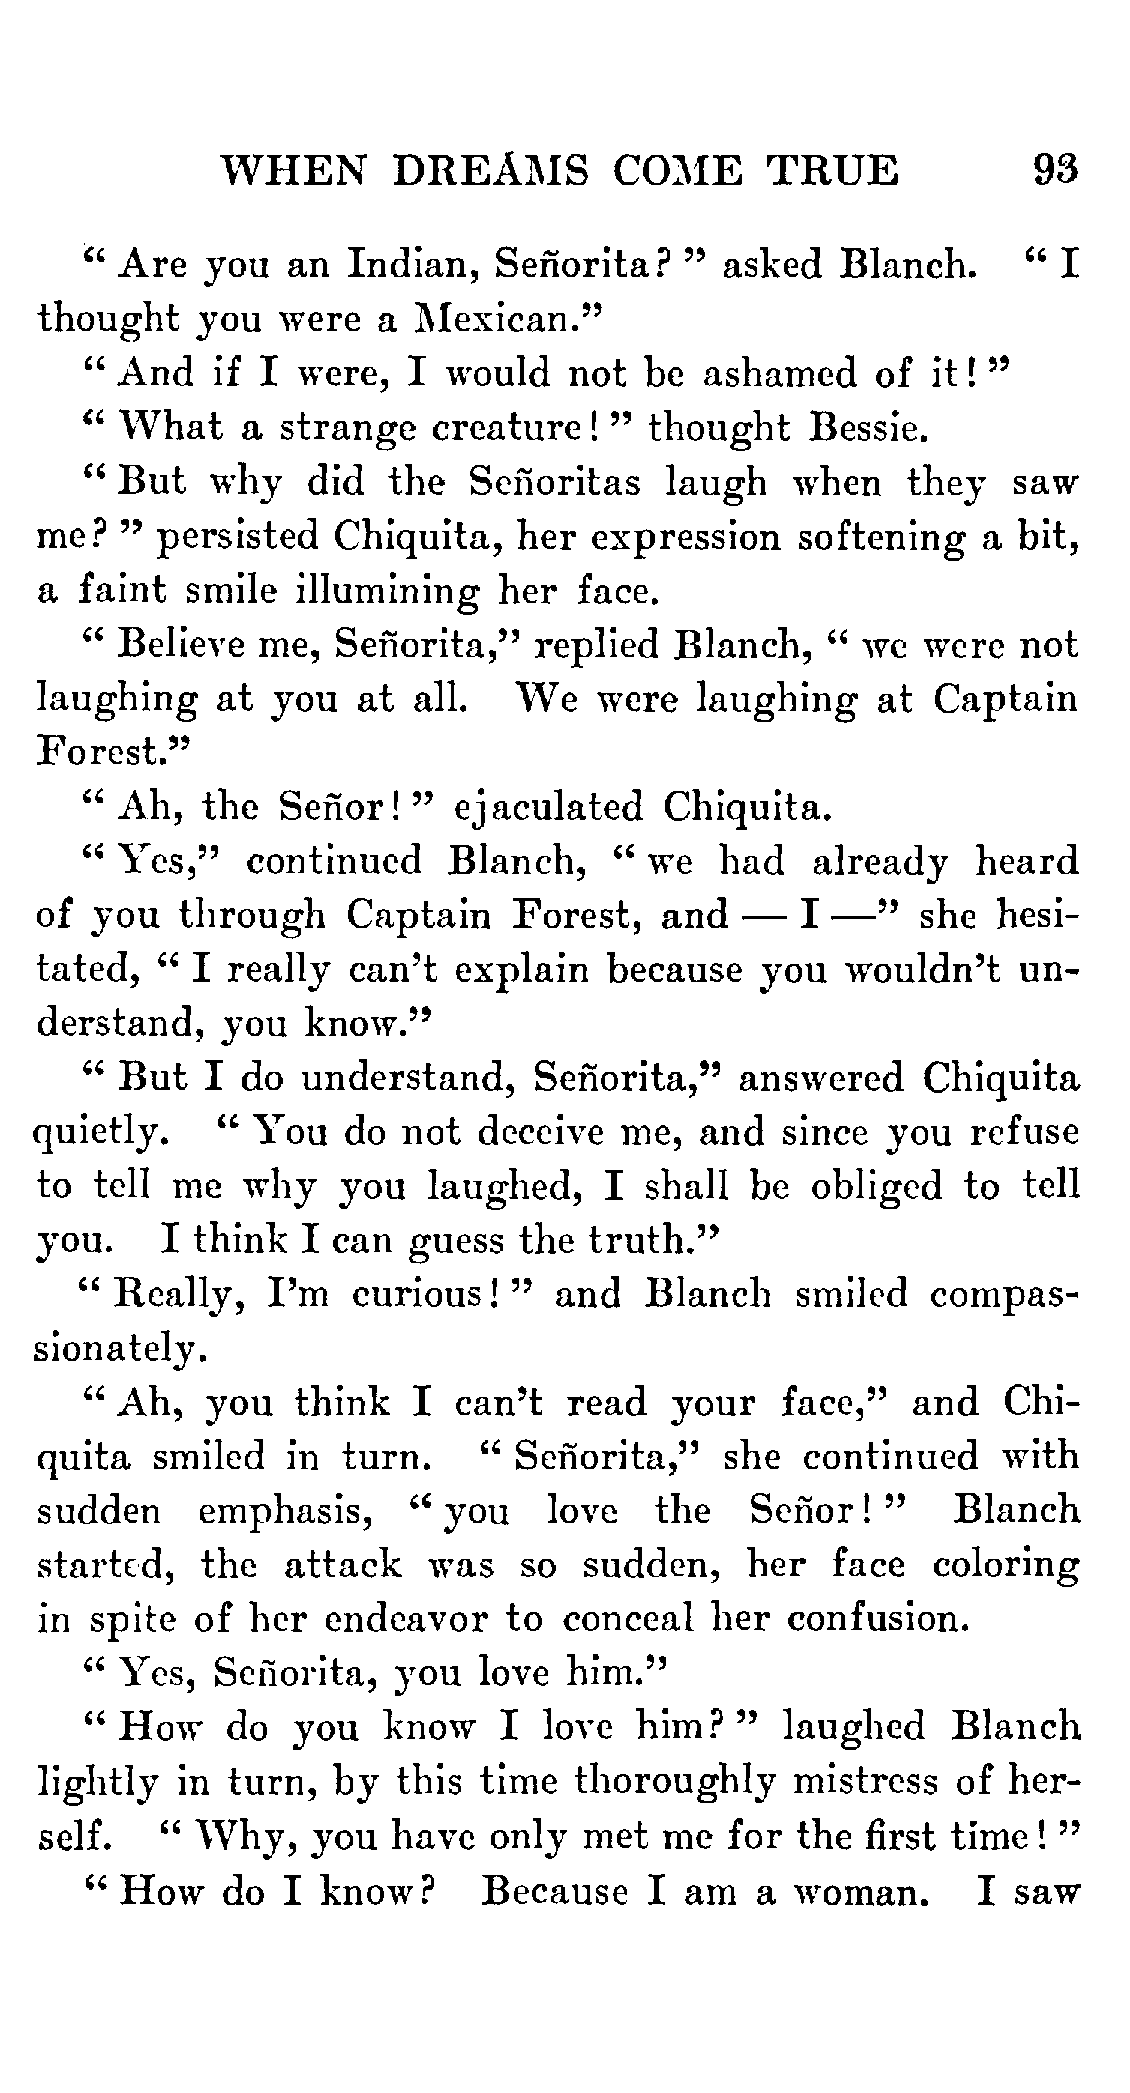 WHEN DREAMS COME TRUE 93
“ Are you an Indian, Señorita? ” asked Blanch. “ I
thought you were a Mexican.”
“ And if I were, I would not be ashamed of it! ”
“ What a strange creature! ” thought Bessie.
“ But why did the Señoritas laugh when they saw
me? ” persisted Chiquita, her expression softening a bit,
a faint smile illumining her face.
“ Believe me, Señorita,” replied Blanch, “ we were not
laughing at you at all. We were laughing at Captain
Forest.”
“ Ah, the Señor! ” ejaculated Chiquita.
“ Yes,” continued Blanch, “ we had already heard
of you through Captain Forest, and — I —” she hesi-
tated, “ I really can’t explain because you wouldn’t un-
derstand, you know.”
“ But I do understand, Señorita,” answered Chiquita
quietly. “ You do not deceive me, and since you refuse
to tell me why you laughed, I shall be obliged to tell
you. I think I can guess the truth.”
“ Really, I’m curious! ” and Blanch smiled compas-
sionately.
“ Ah, you think I can’t read your face,” and Chi-
quita smiled in turn. “ Señorita,” she continued with
sudden emphasis, “ you love the Señor! ” Blanch
started, the attack was so sudden, her face coloring
in spite of her endeavor to conceal her confusion.
“ Yes, Señorita, you love him.”
“ How do you know I love him? ” laughed Blanch
lightly in turn, by this time thoroughly mistress of her-
self. “ Why, you have only met me for the first time! ”
“ How do I know? Because I am a woman. I saw